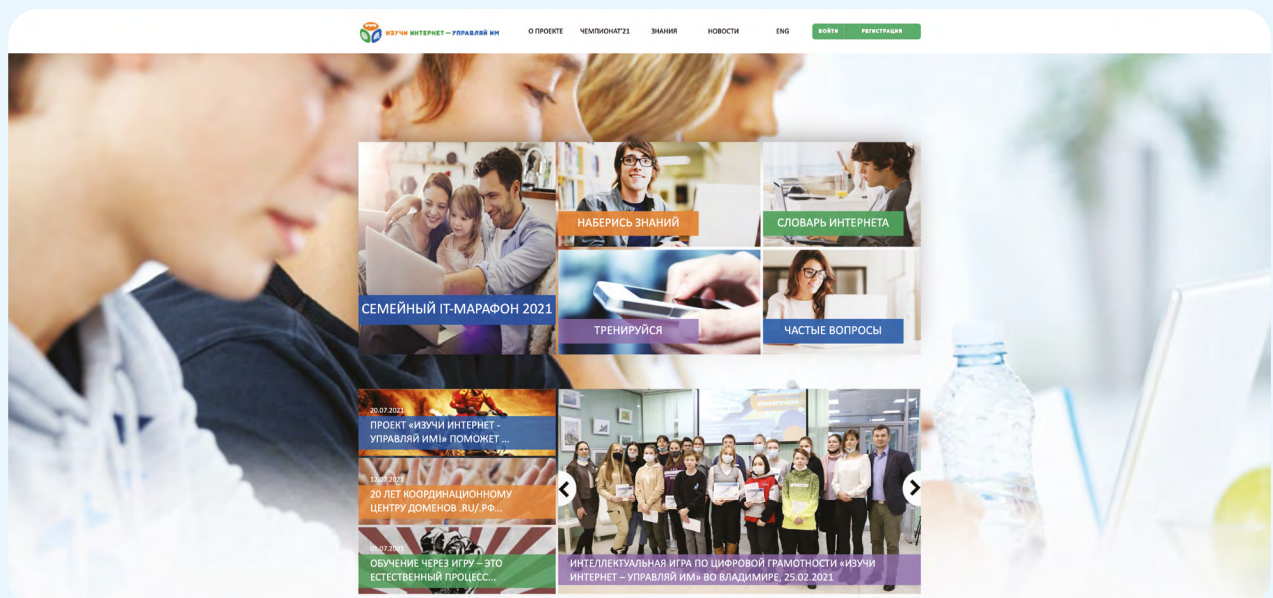 ИЗУЧИ ИНТЕРНЕТ — УПРАВЛЯЙ ИМ
О ПРОЕКТЕ
ЧЕМПИОНАТ'21
ЗНАНИЯ
НОВОСТИ
ENG
ВОЙТИ
РЕГИСТРАЦИЯ
СЕМЕЙНЫЙ IT-МАРАФОН 2021
НАБЕРИСЬ ЗНАНИЙ
СЛОВАРЬ ИНТЕРНЕТА
ТРЕНИРУЙСЯ
ЧАСТЫЕ ВОПРОСЫ
20.07.2021
ПРОЕКТ «ИЗУЧИ ИНТЕРНЕТ -
УПРАВЛЯЙ ИМ!» ПОМОЖЕТ ...
12.07.2021
20 ЛЕТ КООРДИНАЦИОННОМУ
ЦЕНТРУ ДОМЕНОВ .RU/.РФ...
ОБУЧЕНИЕ ЧЕРЕЗ ИГРУ – ЭТО
ЕСТЕСТВЕННЫЙ ПРОЦЕСС...
ИНТЕЛЛЕКТУАЛЬНАЯ ИГРА ПО ЦИФРОВОЙ ГРАМОТНОСТИ «ИЗУЧИ
ИНТЕРНЕТ – УПРАВЛЯЙ ИМ» ВО ВЛАДИМИРЕ, 25.02.2021